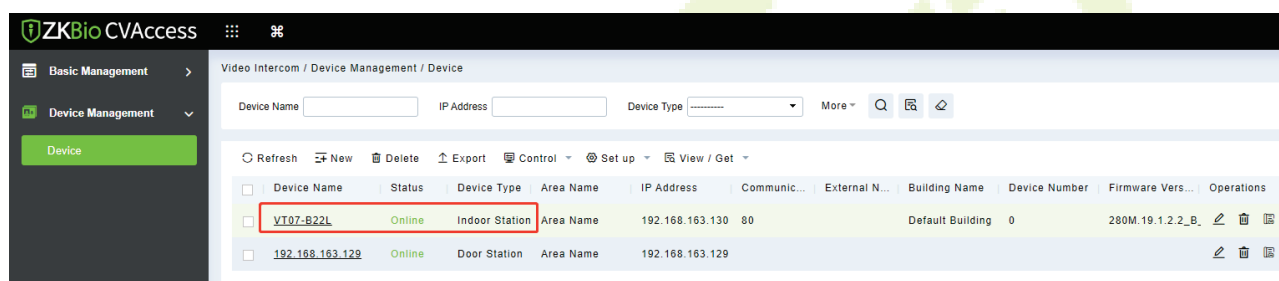 ZKBio CVAccess
Basic Management
Device Management
Device
Video Intercom / Device Management / Device
Device Name IP Address Device Type ---------- More
Refresh New Delete Export Control Set up View / Get
Device Name Status Device Type Area Name IP Address Communic... External N... Building Name Device Number Firmware Vers... Operations
VT07-B22L Online Indoor Station Area Name 192.168.163.130 80 Default Building 0 280M.19.1.2.2_B_
192.168.163.129 Online Door Station Area Name 192.168.163.129